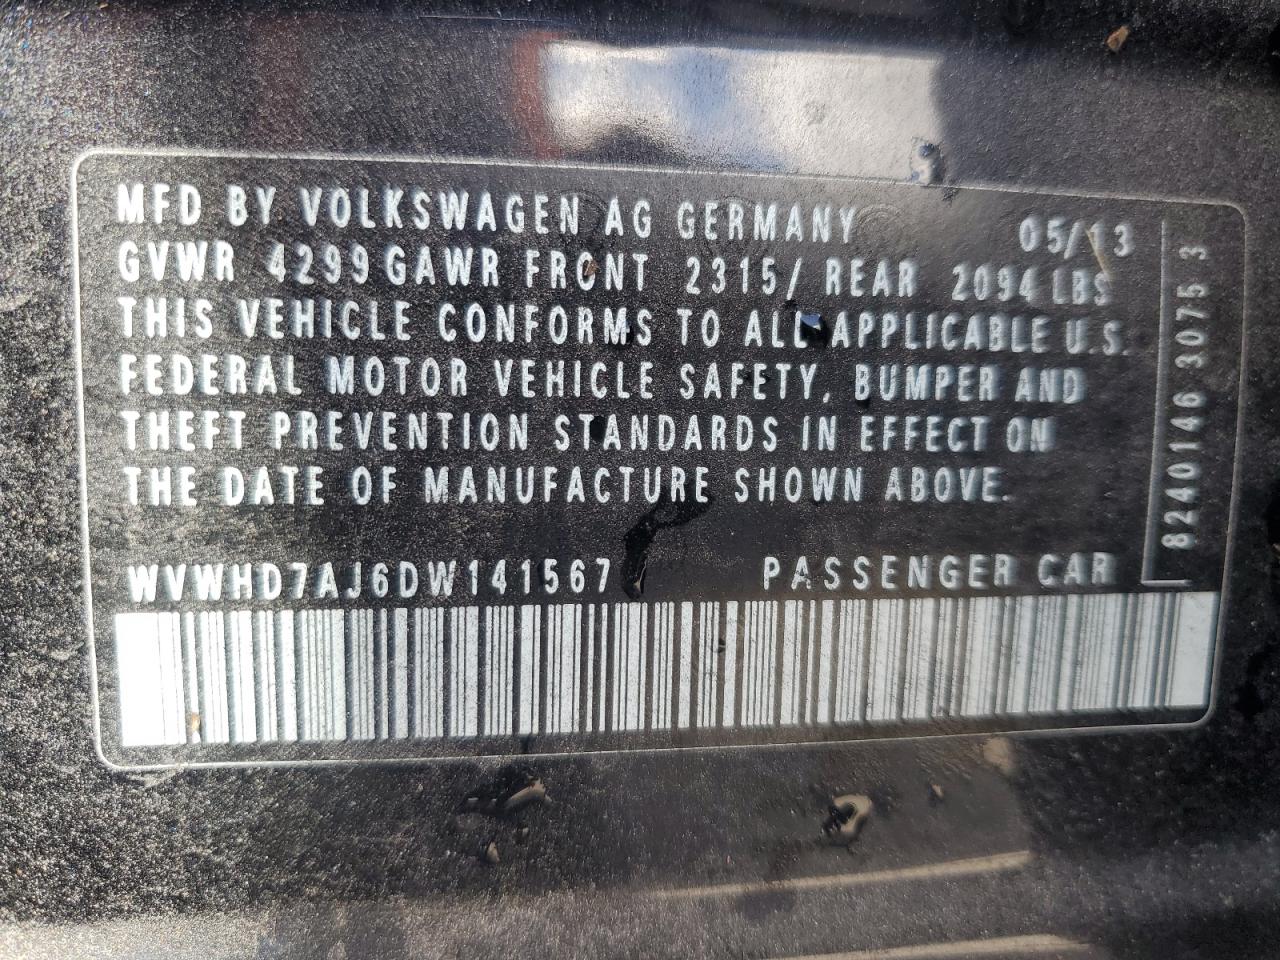 MFD BY VOLKSWAGEN AG GERMANY 05/13
GVWR 4299 GAWR FRONT 2315/ REAR 2094 LBS
THIS VEHICLE CONFORMS TO ALL APPLICABLE U.S.
FEDERAL MOTOR VEHICLE SAFETY, BUMPER AND
THEFT PREVENTION STANDARDS IN EFFECT ON
THE DATE OF MANUFACTURE SHOWN ABOVE.
WVWHD7AJ6DW141567 PASSENGER CAR
8240146 3075 3